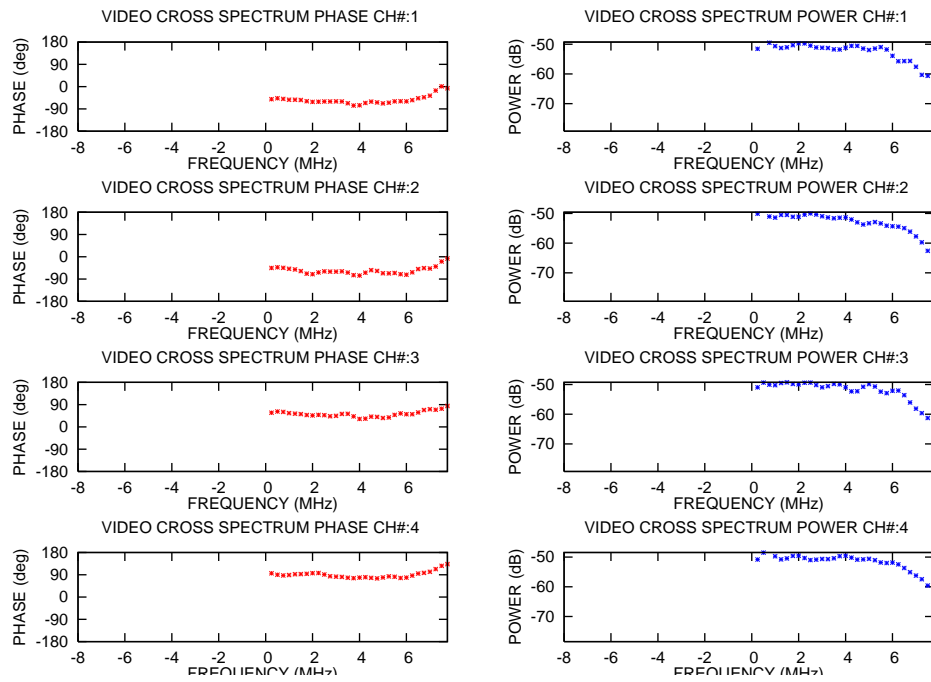 VIDEO CROSS SPECTRUM PHASE CH#:1
180
90
0
-90
-180
PHASE (deg)
-8 -6 -4 -2 0 2 4 6
FREQUENCY (MHz)
VIDEO CROSS SPECTRUM POWER CH#:1
-50
-60
-70
POWER (dB)
-8 -6 -4 -2 0 2 4 6
FREQUENCY (MHz)
VIDEO CROSS SPECTRUM PHASE CH#:2
180
90
0
-90
-180
PHASE (deg)
-8 -6 -4 -2 0 2 4 6
FREQUENCY (MHz)
VIDEO CROSS SPECTRUM POWER CH#:2
-50
-60
-70
POWER (dB)
-8 -6 -4 -2 0 2 4 6
FREQUENCY (MHz)
VIDEO CROSS SPECTRUM PHASE CH#:3
180
90
0
-90
-180
PHASE (deg)
-8 -6 -4 -2 0 2 4 6
FREQUENCY (MHz)
VIDEO CROSS SPECTRUM POWER CH#:3
-50
-60
-70
POWER (dB)
-8 -6 -4 -2 0 2 4 6
FREQUENCY (MHz)
VIDEO CROSS SPECTRUM PHASE CH#:4
180
90
0
-90
-180
PHASE (deg)
-8 -6 -4 -2 0 2 4 6
FREQUENCY (MHz)
VIDEO CROSS SPECTRUM POWER CH#:4
-50
-60
-70
POWER (dB)
-8 -6 -4 -2 0 2 4 6
FREQUENCY (MHz)